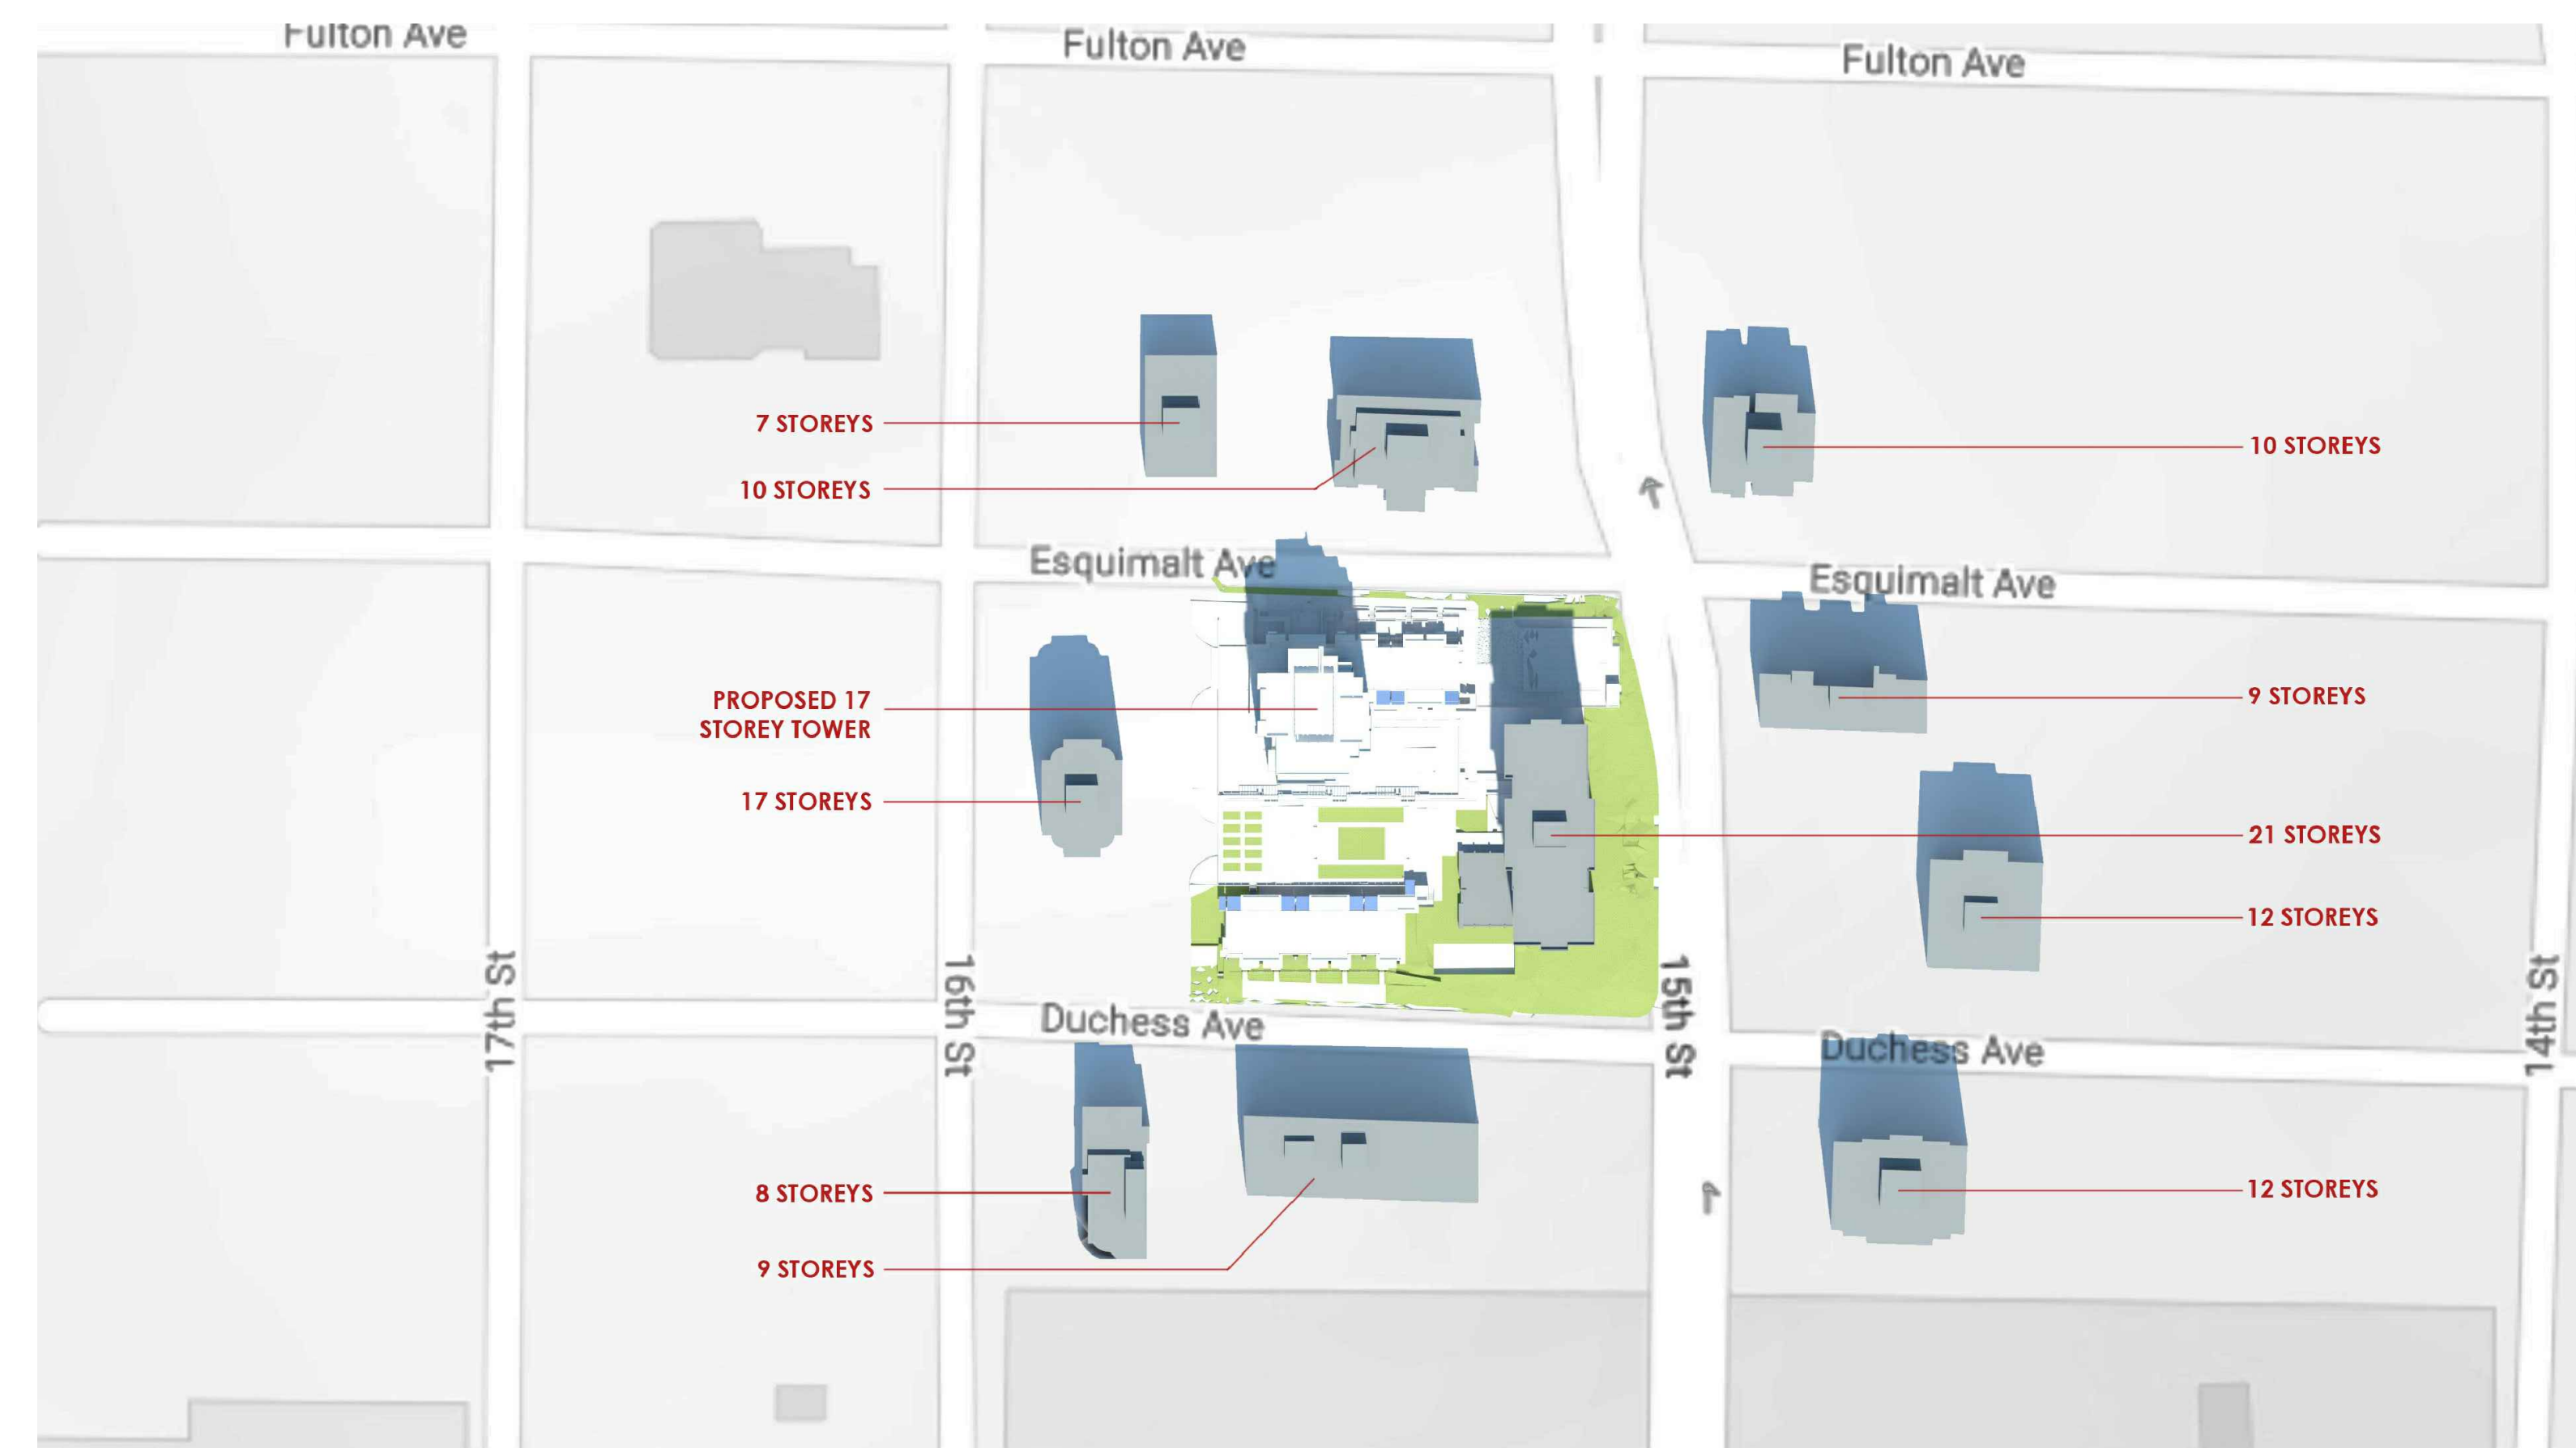 Fulton Ave
Fulton Ave
Fulton Ave
7 STOREYS
10 STOREYS
10 STOREYS
Esquimalt Ave
Esquimalt Ave
PROPOSED 17
STOREY TOWER
9 STOREYS
17 STOREYS
21 STOREYS
12 STOREYS
17th St
16th St
15th St
14th St
Duchess Ave
Duchess Ave
8 STOREYS
12 STOREYS
9 STOREYS